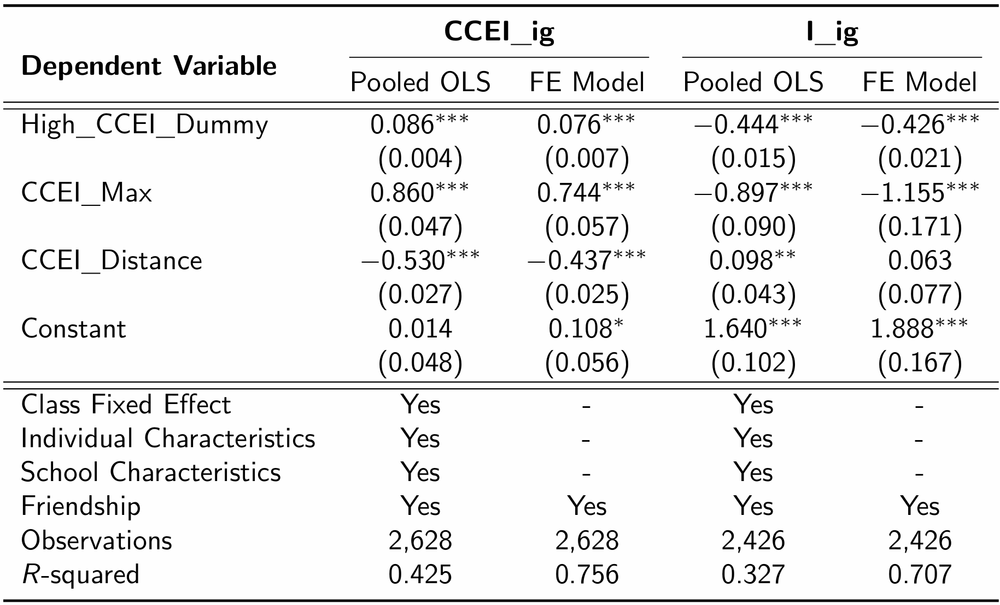 CCEI_ig I_ig
Dependent Variable
Pooled OLS FE Model Pooled OLS FE Model
High_CCEI_Dummy 0.086*** 0.076*** −0.444*** −0.426***
(0.004) (0.007) (0.015) (0.021)
CCEI_Max 0.860*** 0.744*** −0.897*** −1.155***
(0.047) (0.057) (0.090) (0.171)
CCEI_Distance −0.530*** −0.437*** 0.098** 0.063
(0.027) (0.025) (0.043) (0.077)
Constant 0.014 0.108* 1.640*** 1.888***
(0.048) (0.056) (0.102) (0.167)
Class Fixed Effect Yes - Yes -
Individual Characteristics Yes - Yes -
School Characteristics Yes - Yes -
Friendship Yes Yes Yes Yes
Observations 2,628 2,628 2,426 2,426
R-squared 0.425 0.756 0.327 0.707